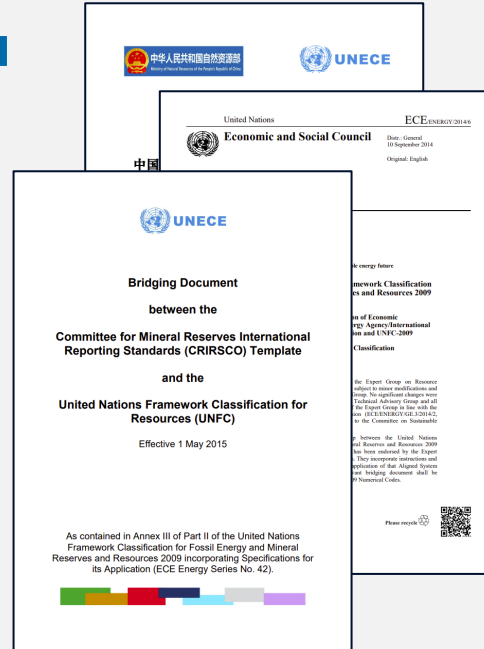 中华人民共和国自然资源部
Ministry of Natural Resources of the People's Republic of China
UNECE
中国
United Nations
ECE/ENERGY/2014/6
Economic and Social Council
Distr.: General
10 September 2014
Original: English
le energy future
mework Classification
es and Resources 2009
on of Economic
rgy Agency/International
ion and UNFC-2009
Classification
the Expert Group on Resource
subject to minor modifications and
Group. No significant changes were
Technical Advisory Group and all
f the Expert Group in line with the
ion (ECE/ENERGY/GE.3/2014/2,
to the Committee on Sustainable
p between the United Nations
ral Reserves and Resources 2009
has been endorsed by the Expert
. They incorporate instructions and
application of that Aligned System
vant bridging document shall be
09 Numerical Codes.
Please recycle
UNECE
Bridging Document
between the
Committee for Mineral Reserves International
Reporting Standards (CRIRSCO) Template
and the
United Nations Framework Classification for
Resources (UNFC)
Effective 1 May 2015
As contained in Annex III of Part II of the United Nations
Framework Classification for Fossil Energy and Mineral
Reserves and Resources 2009 incorporating Specifications for
its Application (ECE Energy Series No. 42).